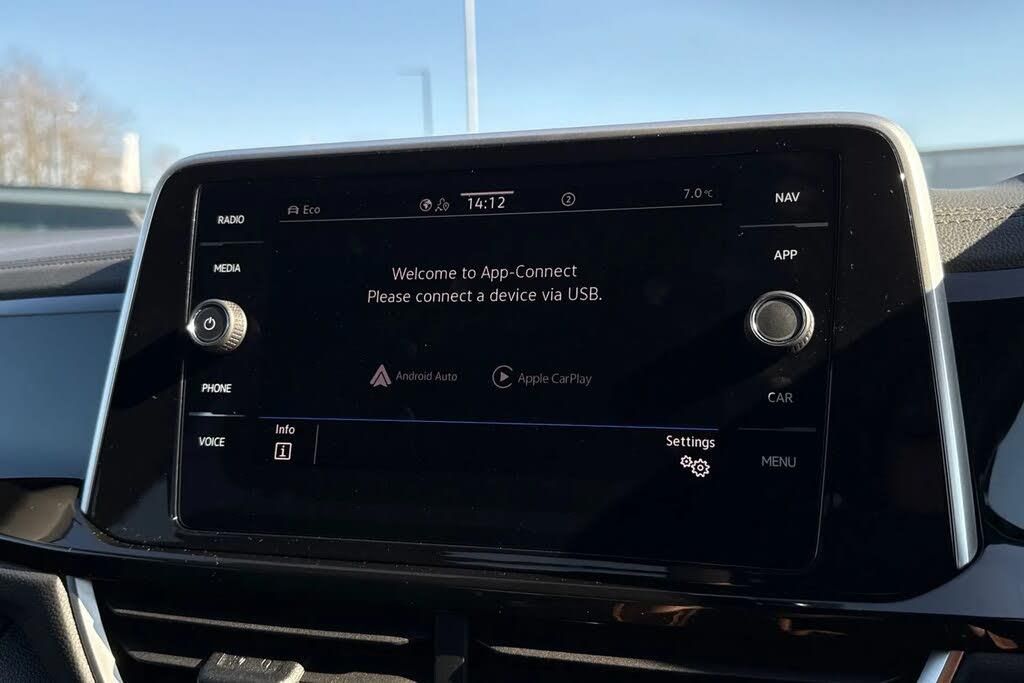 RADIO
MEDIA
PHONE
VOICE
Eco
14:12
2
7.0 °C
Welcome to App-Connect
Please connect a device via USB.
Android Auto
Apple CarPlay
Info
i
Settings
NAV
APP
CAR
MENU